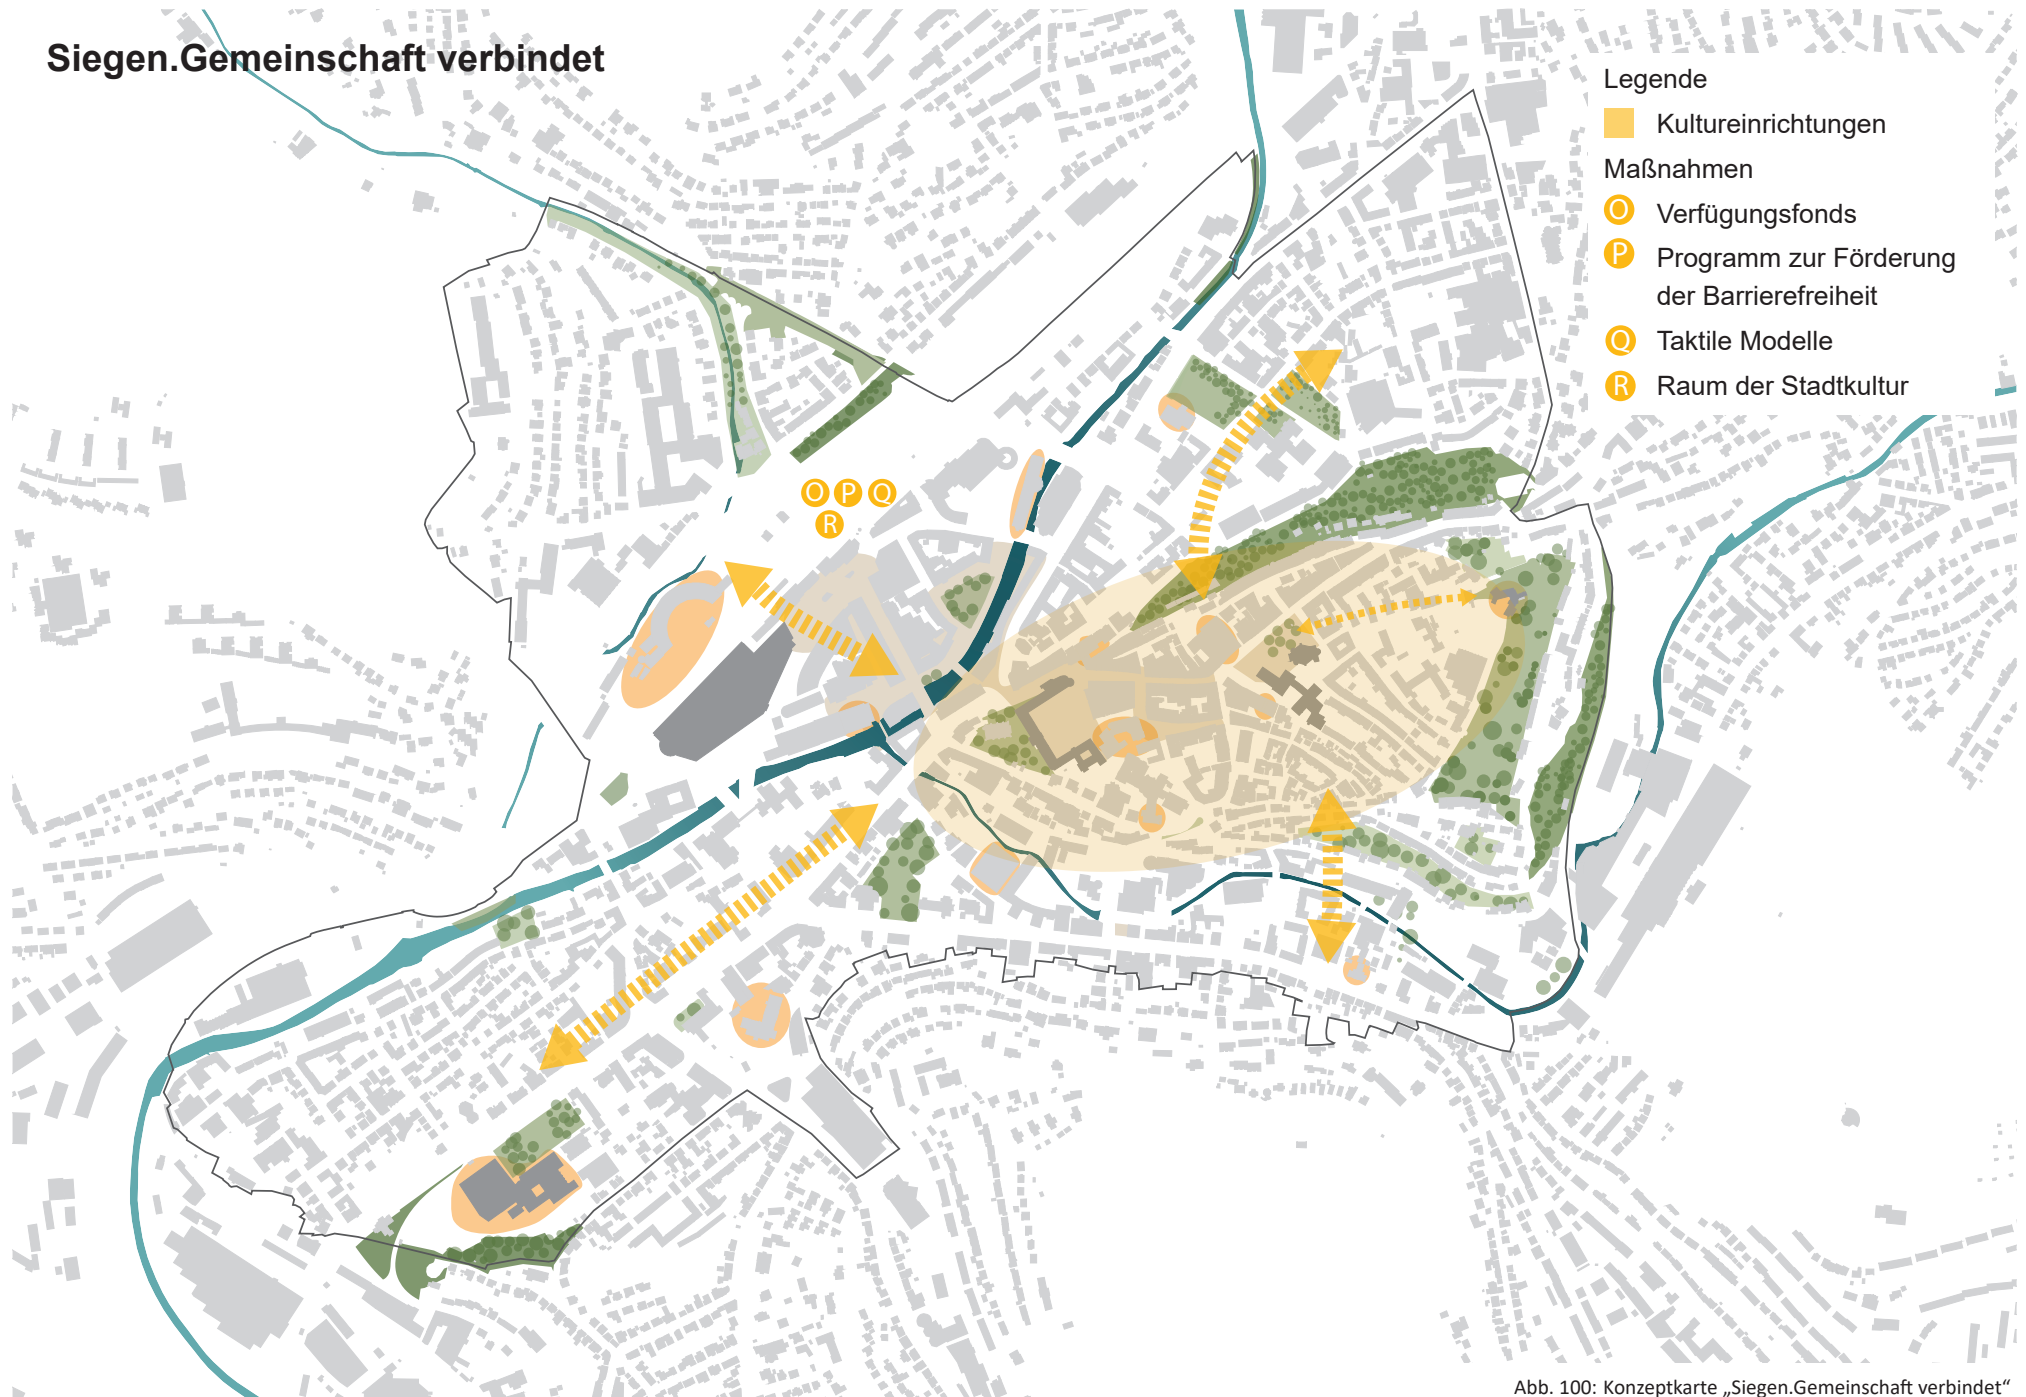 Siegen.Gemeinschaft verbindet
Legende
Kultureinrichtungen
Maßnahmen
O Verfügungsfonds
P Programm zur Förderung
der Barrierefreiheit
Q Taktile Modelle
R Raum der Stadtkultur
O P Q
R
Abb. 100: Konzeptkarte „Siegen.Gemeinschaft verbindet“